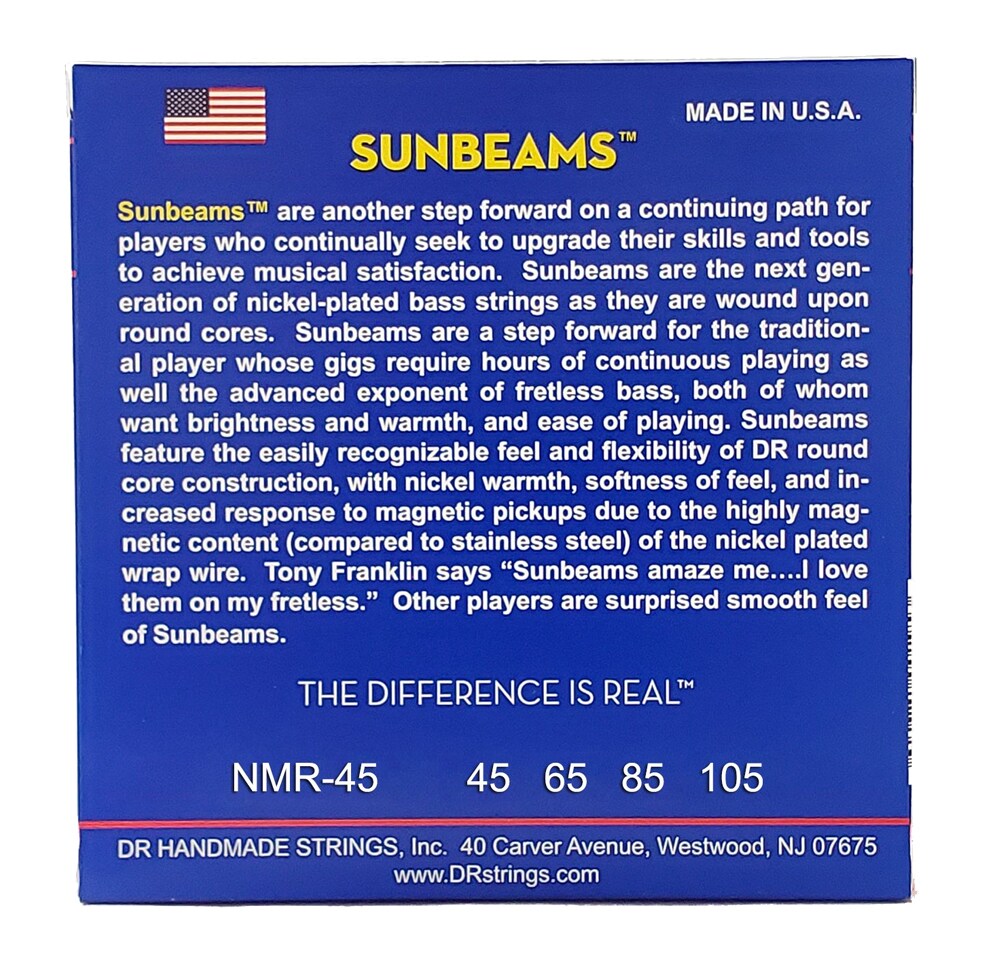 MADE IN U.S.A.
SUNBEAMS™
Sunbeams™ are another step forward on a continuing path for
players who continually seek to upgrade their skills and tools
to achieve musical satisfaction.  Sunbeams are the next gen-
eration of nickel-plated bass strings as they are wound upon
round cores.  Sunbeams are a step forward for the tradition-
al player whose gigs require hours of continuous playing as
well the advanced exponent of fretless bass, both of whom
want brightness and warmth, and ease of playing. Sunbeams
feature the easily recognizable feel and flexibility of DR round
core construction, with nickel warmth, softness of feel, and in-
creased response to magnetic pickups due to the highly mag-
netic content (compared to stainless steel) of the nickel plated
wrap wire.  Tony Franklin says “Sunbeams amaze me....I love
them on my fretless.”  Other players are surprised smooth feel
of Sunbeams.
THE DIFFERENCE IS REAL™
NMR-45 45 65 85 105
DR HANDMADE STRINGS, Inc.  40 Carver Avenue, Westwood, NJ 07675
www.DRstrings.com